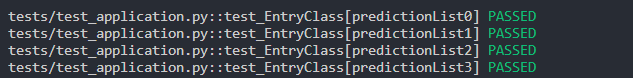 tests/test_application.py::test_EntryClass[predictionList0] PASSED
tests/test_application.py::test_EntryClass[predictionList1] PASSED
tests/test_application.py::test_EntryClass[predictionList2] PASSED
tests/test_application.py::test_EntryClass[predictionList3] PASSED